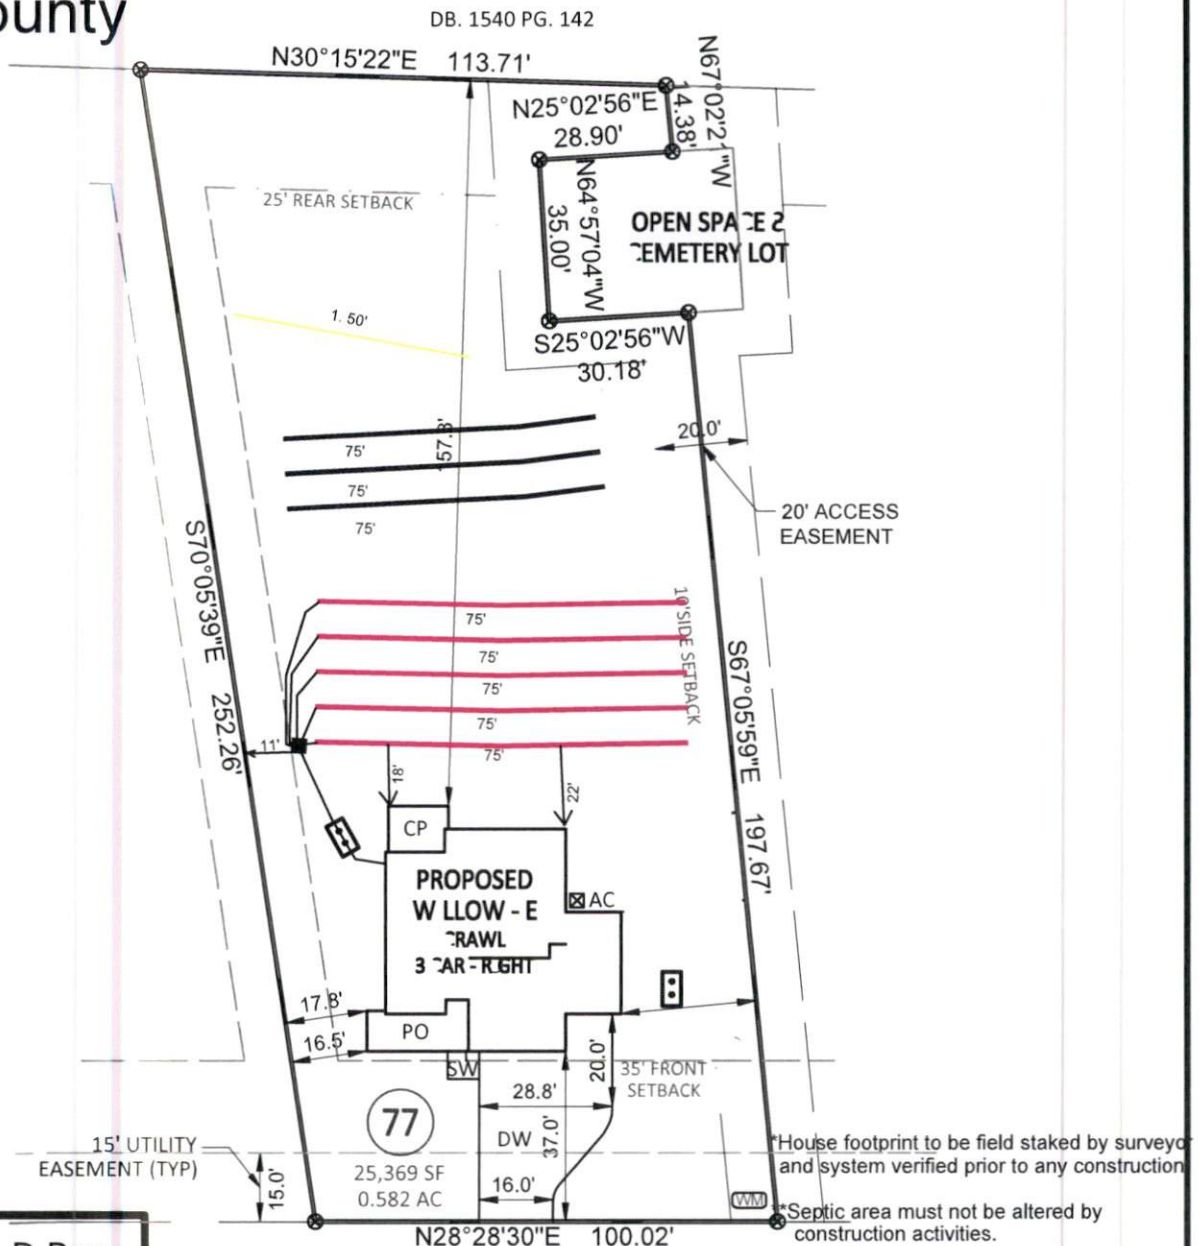 ounty
DB. 1540 PG. 142
N30°15'22"E 113.71'
N67°02'21"W
14.38'
N25°02'56"E
28.90'
N64°57'04"W
35.00'
25' REAR SETBACK
OPEN SPACE 2
CEMETERY LOT
1. 50'
S25°02'56"W
30.18'
157.3'
20.0'
75'
75'
75'
20' ACCESS
EASEMENT
S70°05'39"E 252.26'
10' SIDE SETBACK
75'
75'
75'
75'
75'
S67°05'59"E 197.67'
11'
18'
22'
CP
PROPOSED
W LLOW - E
CRAWL
3 CAR - RIGHT
AC
17.8'
16.5'
PO
SW
20.0'
35' FRONT
SETBACK
28.8'
77
DW
37.0'
15' UTILITY
EASEMENT (TYP)
15.0'
25,369 SF
0.582 AC
16.0'
WM
*House footprint to be field staked by surveyo
and system verified prior to any construction
*Septic area must not be altered by
construction activities.
N28°28'30"E 100.02'